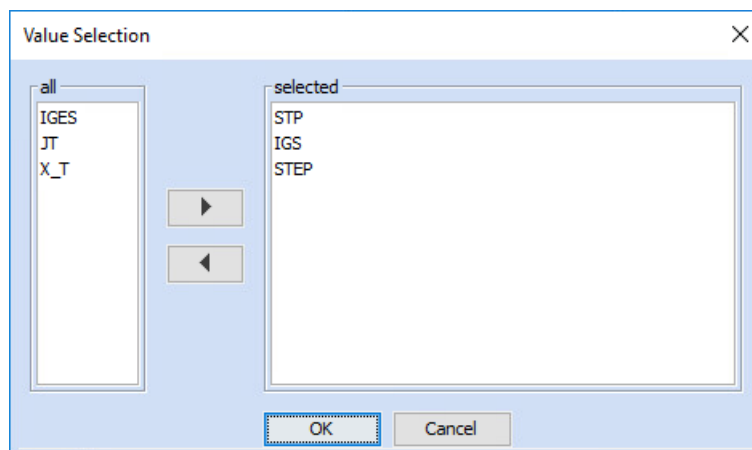 Value Selection
all
IGES
JT
X_T
selected
STP
IGS
STEP
OK
Cancel